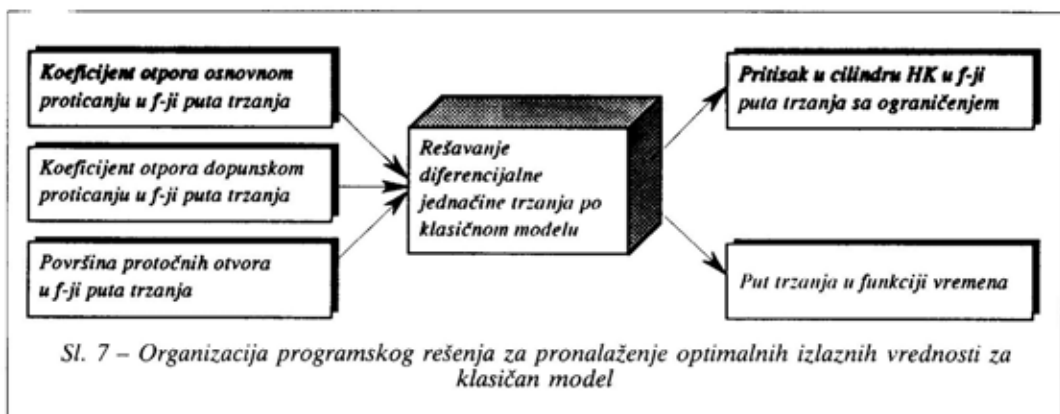 Koeficijent otpora osnovnom
proticanju u f-ji puta trzanja
Koeficijent otpora dopunskom
proticanju u f-ji puta trzanja
Površina protočnih otvora
u f-ji puta trzanja
Rešavanje
diferencijalne
jednačine trzanja po
klasičnom modelu
Pritisak u cilindru HK u f-ji
puta trzanja sa ograničenjem
Put trzanja u funkciji vremena
Sl. 7 – Organizacija programskog rešenja za pronalaženje optimalnih izlaznih vrednosti za
klasičan model